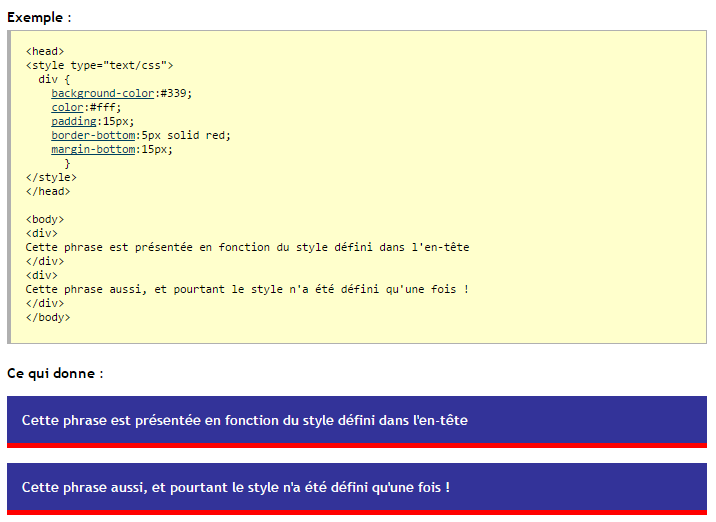 Exemple :
<head>
<style type="text/css">
  div {
    background-color:#339;
    color:#fff;
    padding:15px;
    border-bottom:5px solid red;
    margin-bottom:15px;
      }
</style>
</head>
<body>
<div>
Cette phrase est présentée en fonction du style défini dans l'en-tête
</div>
<div>
Cette phrase aussi, et pourtant le style n'a été défini qu'une fois !
</div>
</body>
Ce qui donne :
Cette phrase est présentée en fonction du style défini dans l'en-tête
Cette phrase aussi, et pourtant le style n'a été défini qu'une fois !